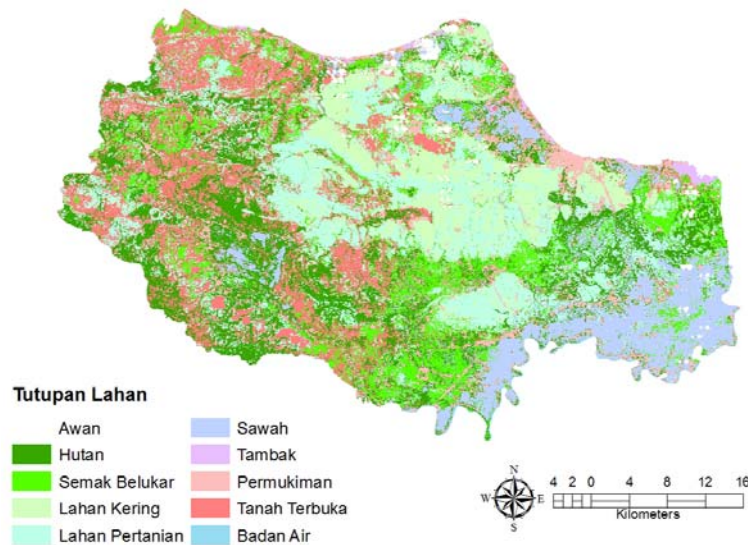 Tutupan Lahan
Awan
Hutan
Semak Belukar
Lahan Kering
Lahan Pertanian
Sawah
Tambak
Permukiman
Tanah Terbuka
Badan Air
N
W E
S
4 2 0 4 8 12 16
Kilometers